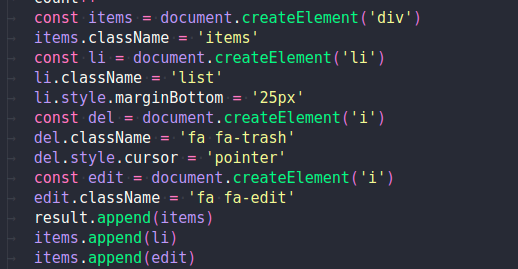 const items = document.createElement('div')
items.className = 'items'
const li = document.createElement('li')
li.className = 'list'
li.style.marginBottom = '25px'
const del = document.createElement('i')
del.className = 'fa fa-trash'
del.style.cursor = 'pointer'
const edit = document.createElement('i')
edit.className = 'fa fa-edit'
result.append(items)
items.append(li)
items.append(edit)